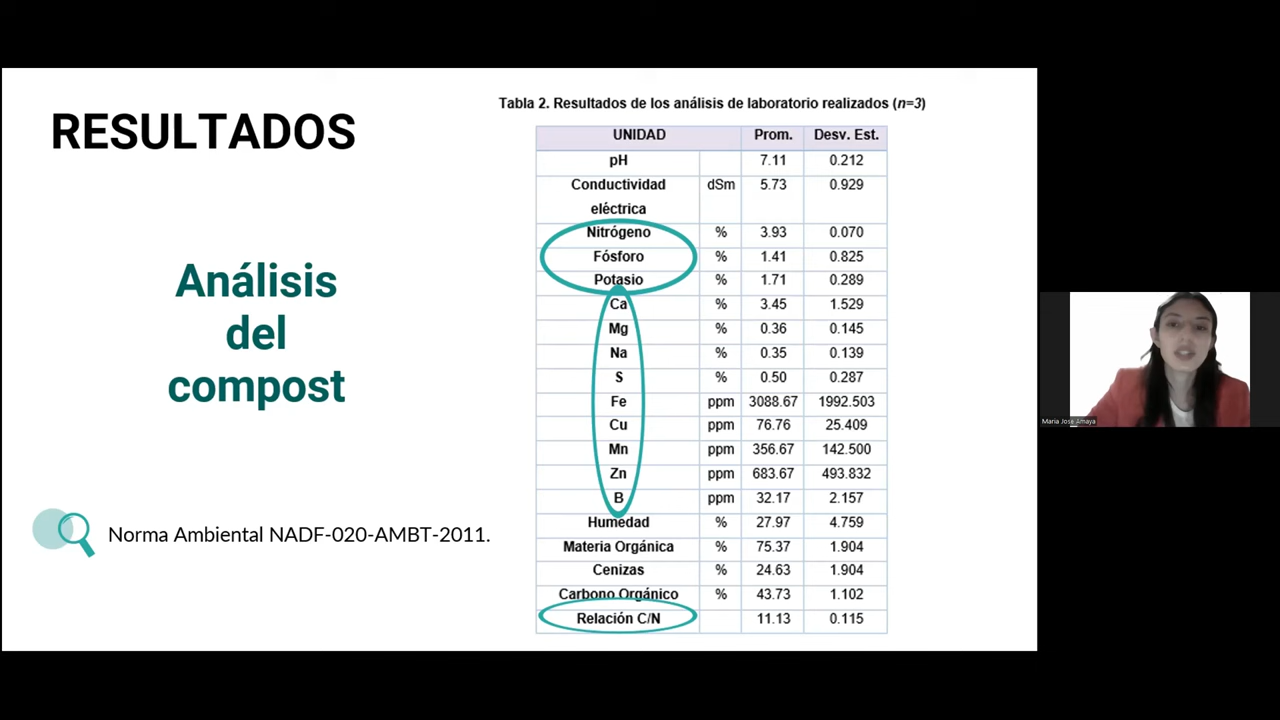 RESULTADOS
Análisis
del
compost
Norma Ambiental NADF-020-AMBT-2011.
Tabla 2. Resultados de los análisis de laboratorio realizados (n=3)
UNIDAD Prom. Desv. Est.
pH 7.11 0.212
Conductividad dSm 5.73 0.929
eléctrica
Nitrógeno % 3.93 0.070
Fósforo % 1.41 0.825
Potasio % 1.71 0.289
Ca % 3.45 1.529
Mg % 0.36 0.145
Na % 0.35 0.139
S % 0.50 0.287
Fe ppm 3088.67 1992.503
Cu ppm 76.76 25.409
Mn ppm 356.67 142.500
Zn ppm 683.67 493.832
B ppm 32.17 2.157
Humedad % 27.97 4.759
Materia Orgánica % 75.37 1.904
Cenizas % 24.63 1.904
Carbono Orgánico % 43.73 1.102
Relación C/N 11.13 0.115
Maria José Amaya